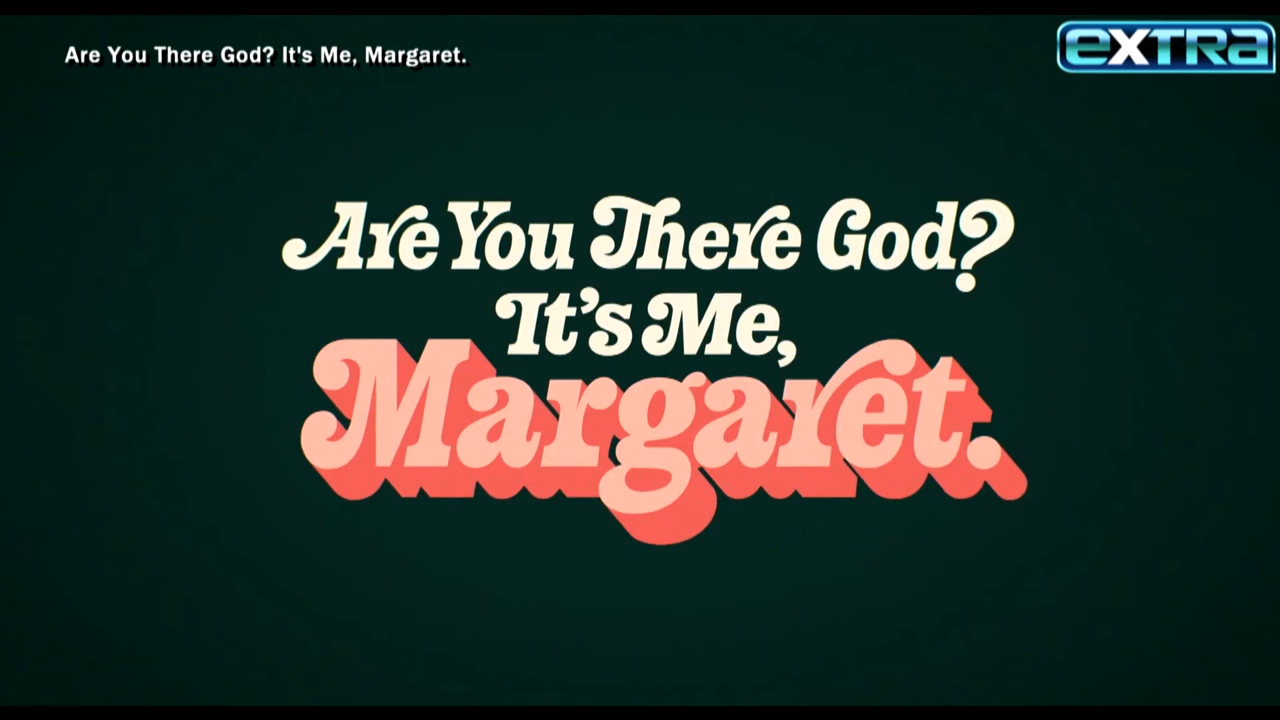 Are You There God? It's Me, Margaret.
extra
Are You There God?
It's Me,
Margaret.